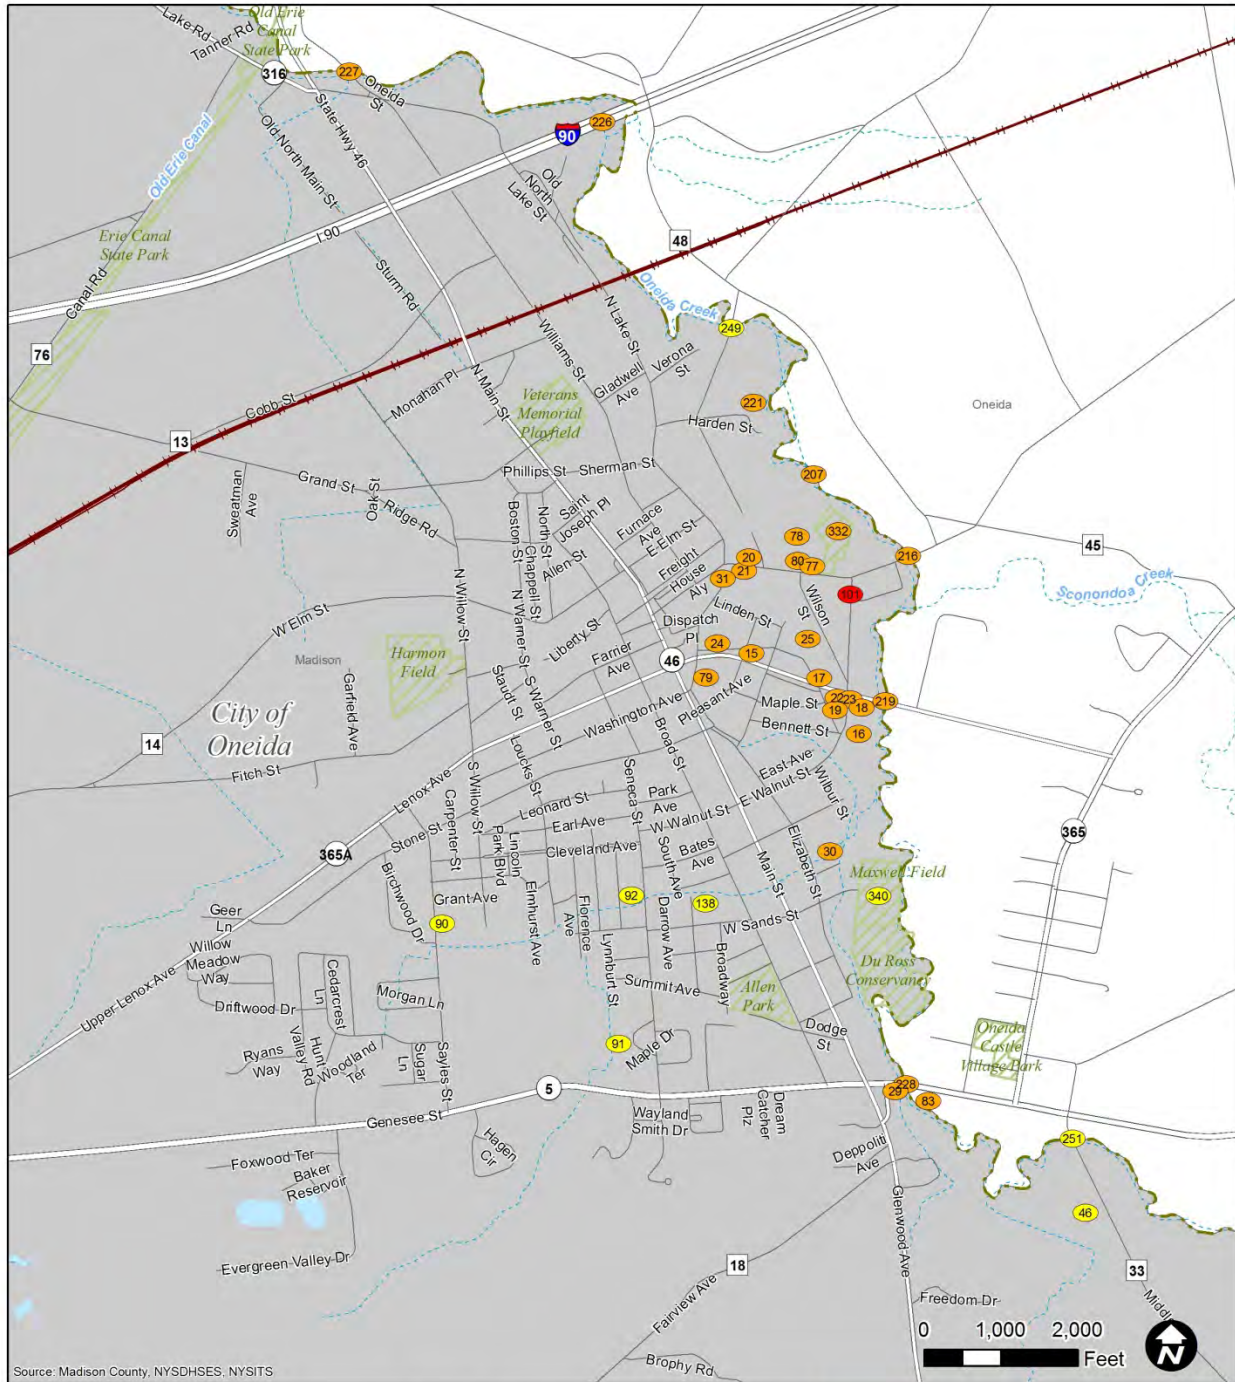 Old Erie
Canal
State Park
Lake Rd
Tanner Rd
316
227
Oneida
St
State Hwy 46
226
90
Old Erie Canal
Old North Main St
Old
North
Lake St
Erie Canal
State Park
I 90
48
Canal Rd
Sturm Rd
Oneida Creek
N Lake St
249
76
Williams St
Verona
St
Gladwell
Ave
Monahan Pl
N Main St
Cobb St
Veterans
Memorial
Playfield
221
Oneida
Harden St
13
Phillips St
Sherman St
207
Grand St
Sweatman
Ave
Oak St
Ridge Rd
Boston St
North St
Saint
Joseph Pl
Furnace
Ave
E Elm St
332
78
45
216
Chappell St
Allen St
Freight
House
Aly
20
21
31
80
77
101
Sconondoa Creek
N Willow St
N Warner St
Wilson
St
Linden St
W Elm St
Dispatch
Pl
Liberty St
Farrier
Ave
24
25
15
Madison
Harmon
Field
46
79
17
Staudt St
S Warner St
Pleasant Ave
Maple St
22
23
19
18
219
Garfield Ave
City of
Oneida
Washington Ave
Bennett St
16
14
Broad St
Loucks St
East Ave
Fitch St
Lenox Ave
S Willow St
Seneca St
E Walnut St
Wilbur St
Carpenter St
Leonard St
Park
Ave
W Walnut St
Stone St
Earl Ave
Park Blvd
Lincoln
Cleveland Ave
Bates
Ave
Elizabeth St
365
365A
Main St
30
South Ave
Birchwood Dr
Maxwell Field
Grant Ave
92
138
340
Geer
Ln
90
Elmhurst Ave
Florence
Ave
Darrow Ave
W Sands St
Willow
Meadow
Way
Lynnburt St
Broadway
Du Ross
Conservancy
Upper Lenox Ave
Cedarcrest
Ln
Morgan Ln
Summit Ave
Allen
Park
Driftwood Dr
Dodge
St
Oneida
Castle
Village Park
Ryans
Way
Hunt
Valley Rd
Woodland
Ter
Sugar
Ln
Sayles St
91
Maple Dr
5
228
29
83
Genesee St
Wayland
Smith Dr
Dream
Catcher
Plz
Hagen
Cir
251
Foxwood Ter
Deppoliti
Ave
Baker
Reservoir
46
Glenwood Ave
Evergreen Valley Dr
18
33
Fairview Ave
Freedom Dr
Middl
0 1,000 2,000
Feet
N
Brophy Rd
Source: Madison County, NYSDHSES, NYSITS